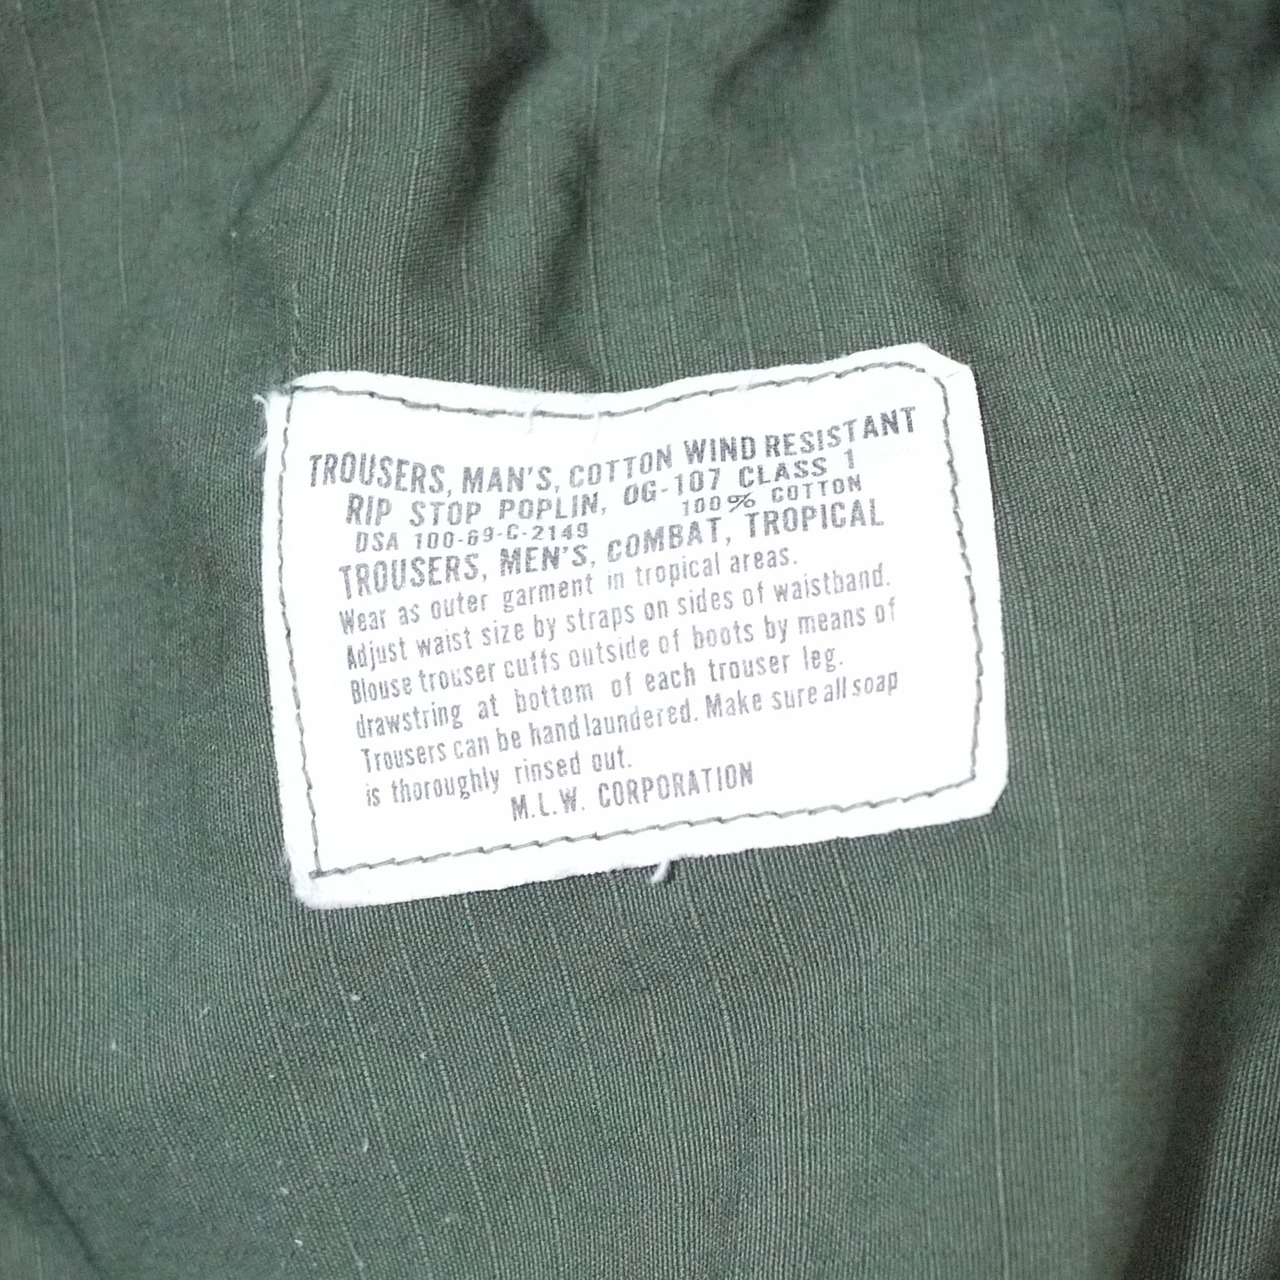 TROUSERS, MAN'S, COTTON WIND RESISTANT
RIP STOP POPLIN, OG-107 CLASS 1
DSA 100-69-C-2149 100% COTTON
TROUSERS, MEN'S, COMBAT, TROPICAL
Wear as outer garment in tropical areas.
Adjust waist size by straps on sides of waistband.
Blouse trouser cuffs outside of boots by means of
drawstring at bottom of each trouser leg.
Trousers can be hand laundered. Make sure all soap
is thoroughly rinsed out.
M.L.W. CORPORATION